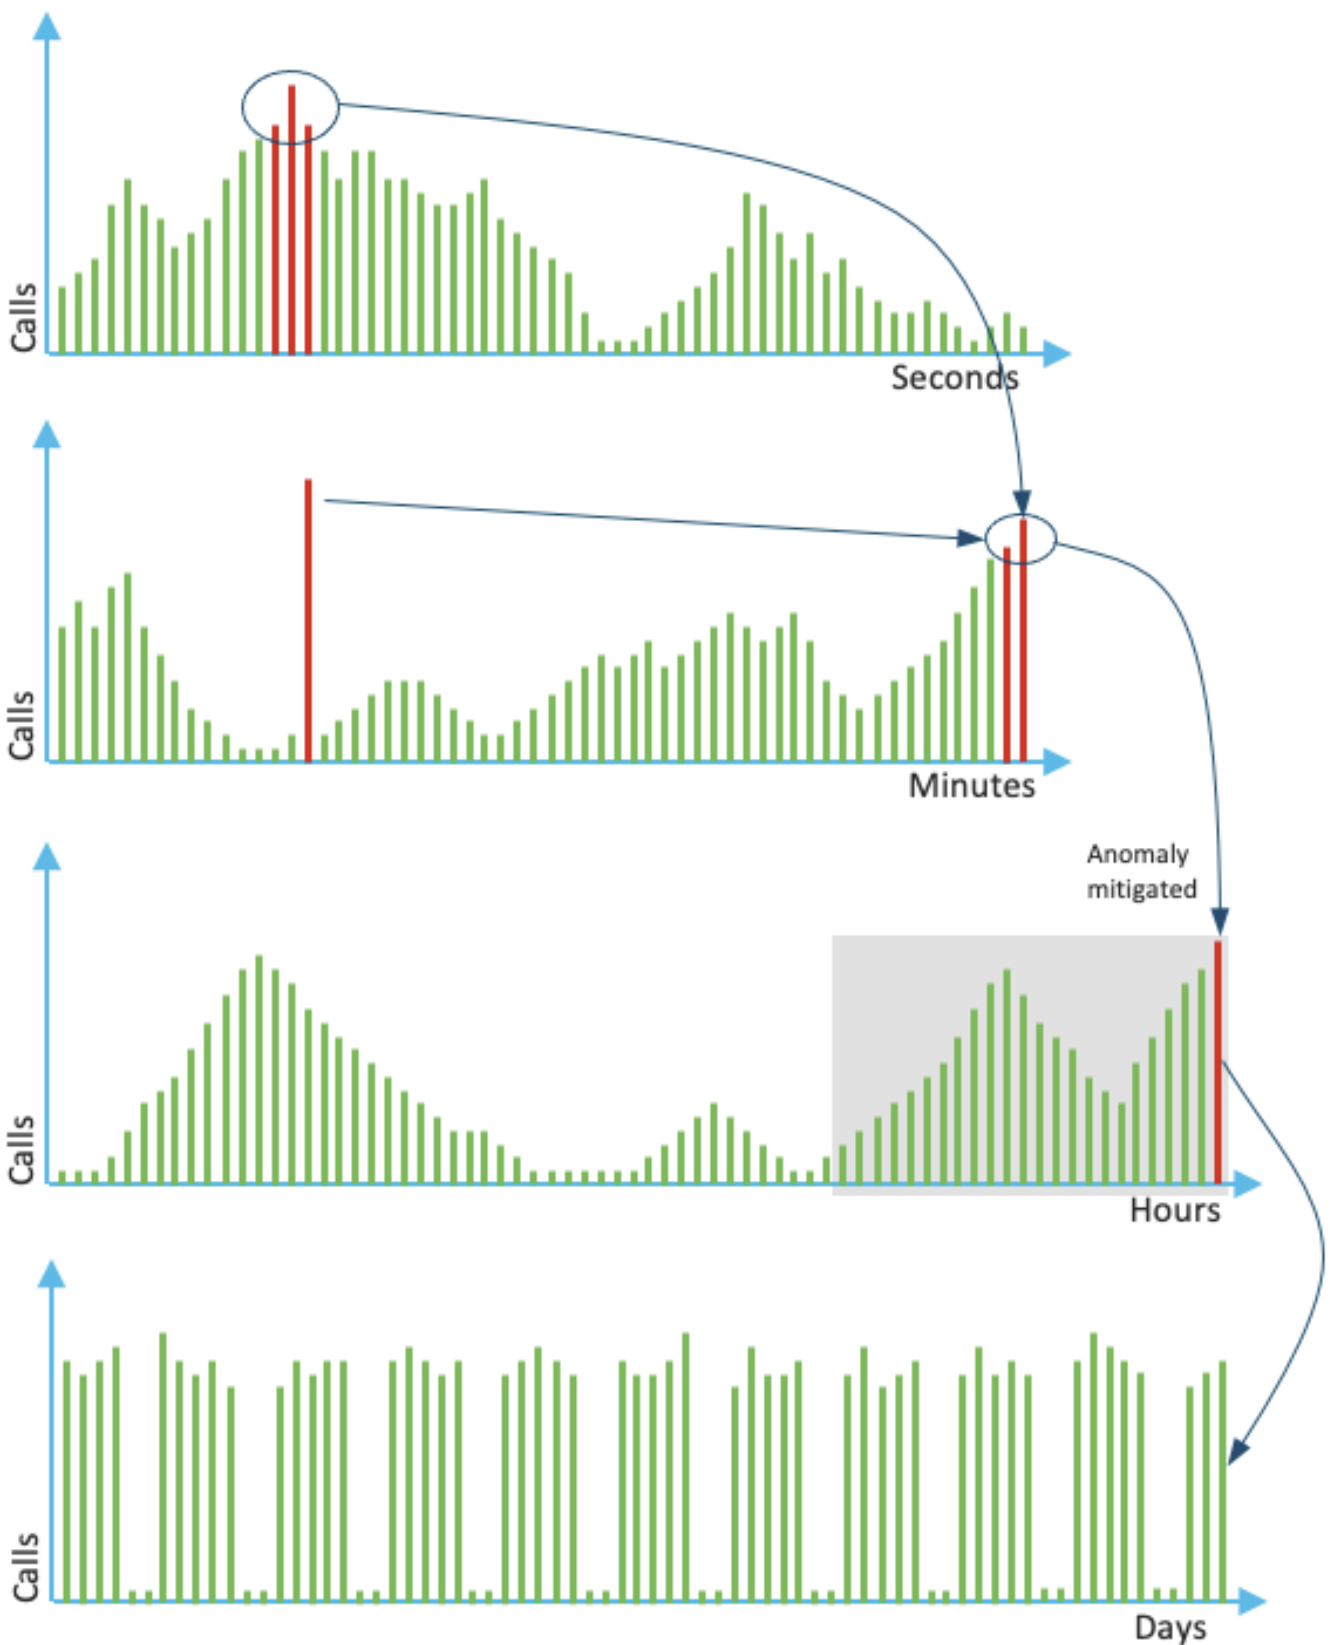 Calls
Seconds
Calls
Minutes
Anomaly
mitigated
Calls
Hours
Calls
Days